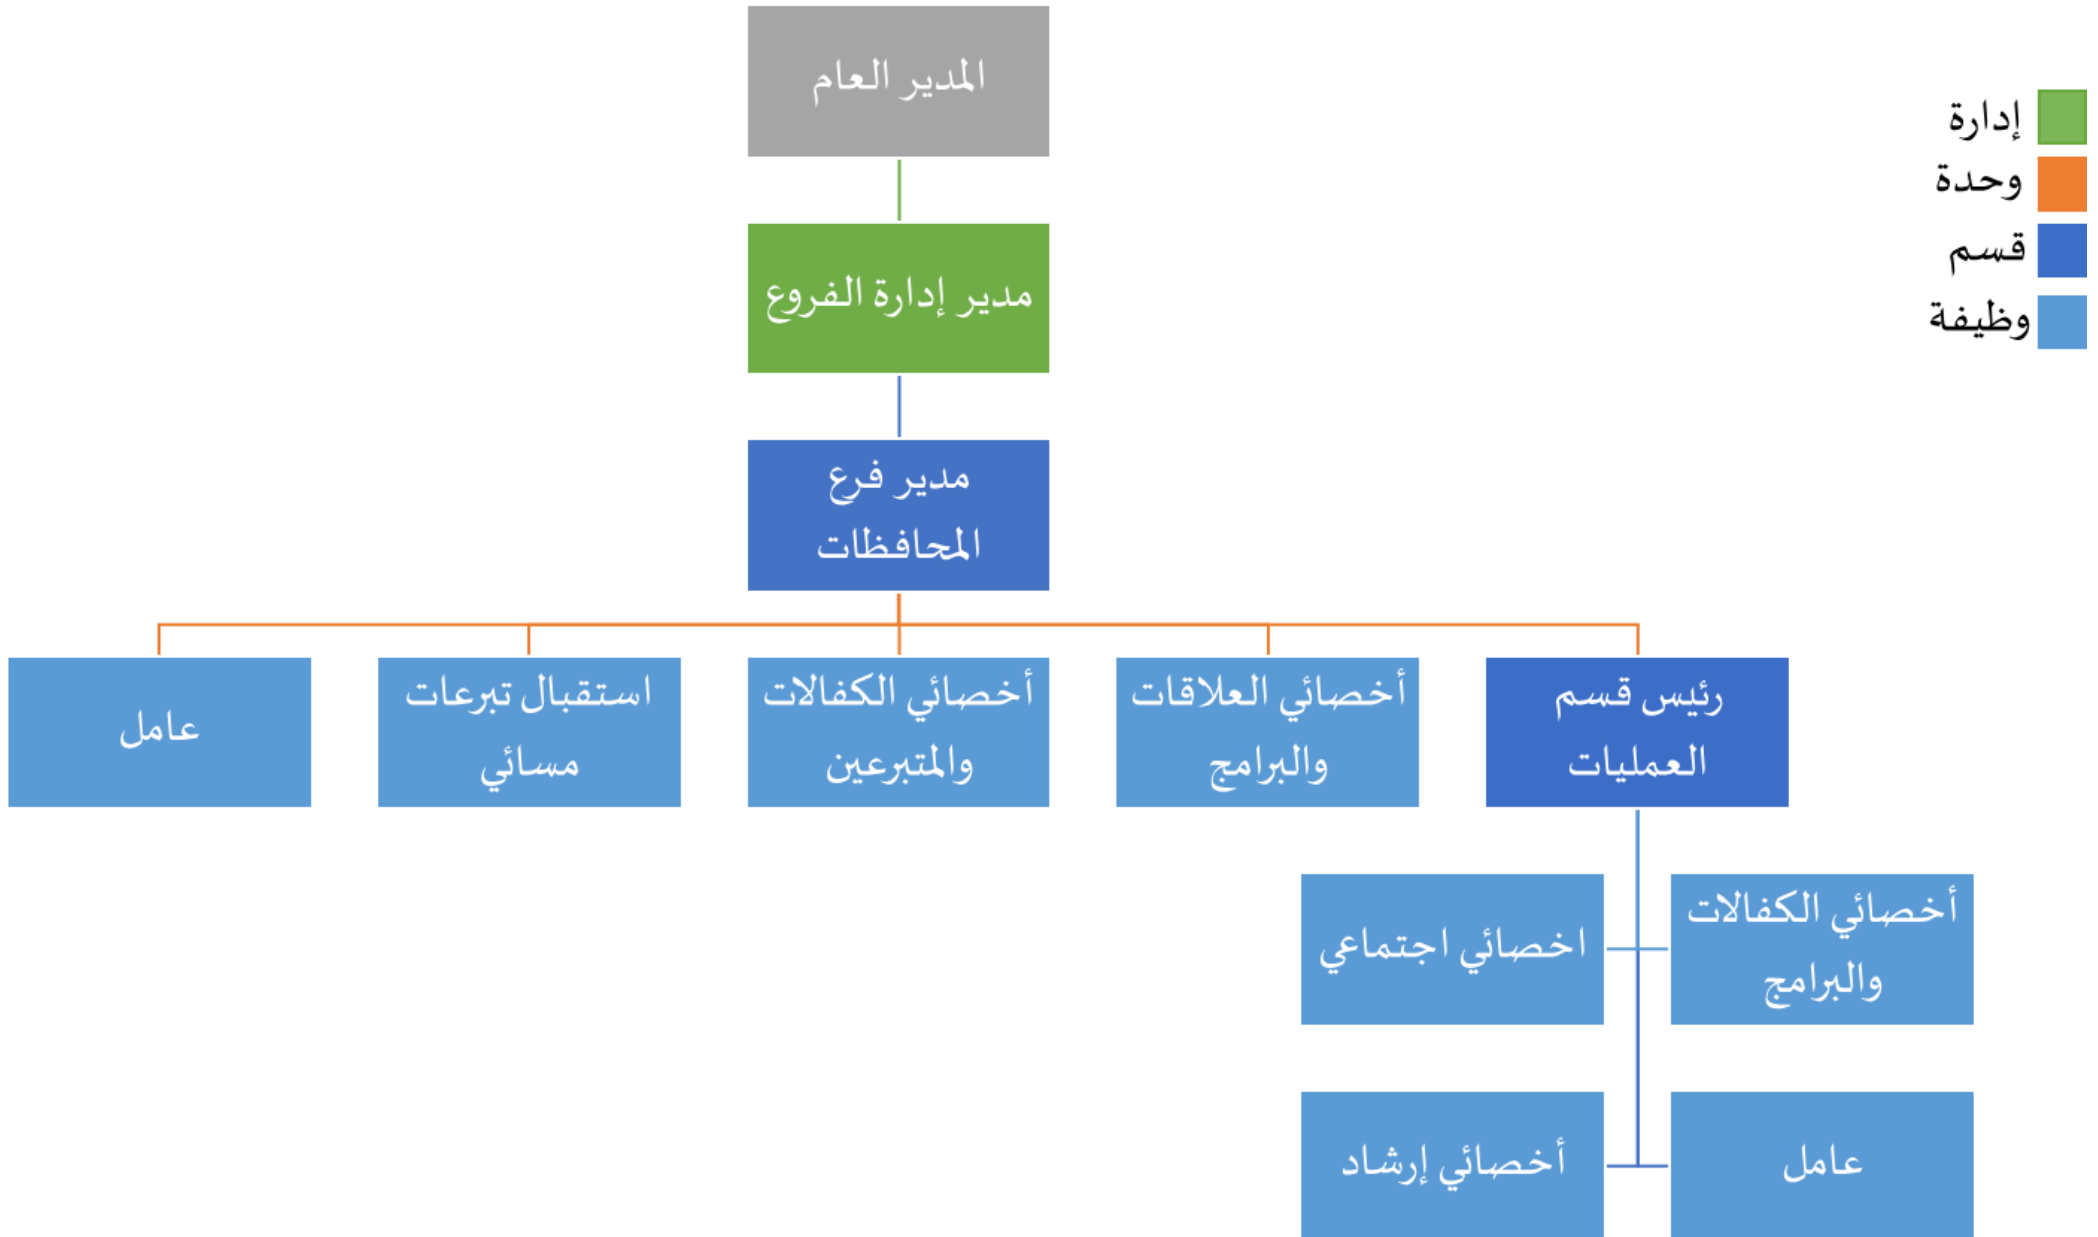 المدير العام
إدارة
وحدة
قسم
وظيفة
مدير إدارة الفروع
مدير فرع
المحافظات
رئيس قسم
العمليات
أخصائي العلاقات
والبرامج
أخصائي الكفالات
والمتبرعين
استقبال تبرعات
مسائي
عامل
أخصائي الكفالات
والبرامج
اخصائي اجتماعي
عامل
أخصائي إرشاد